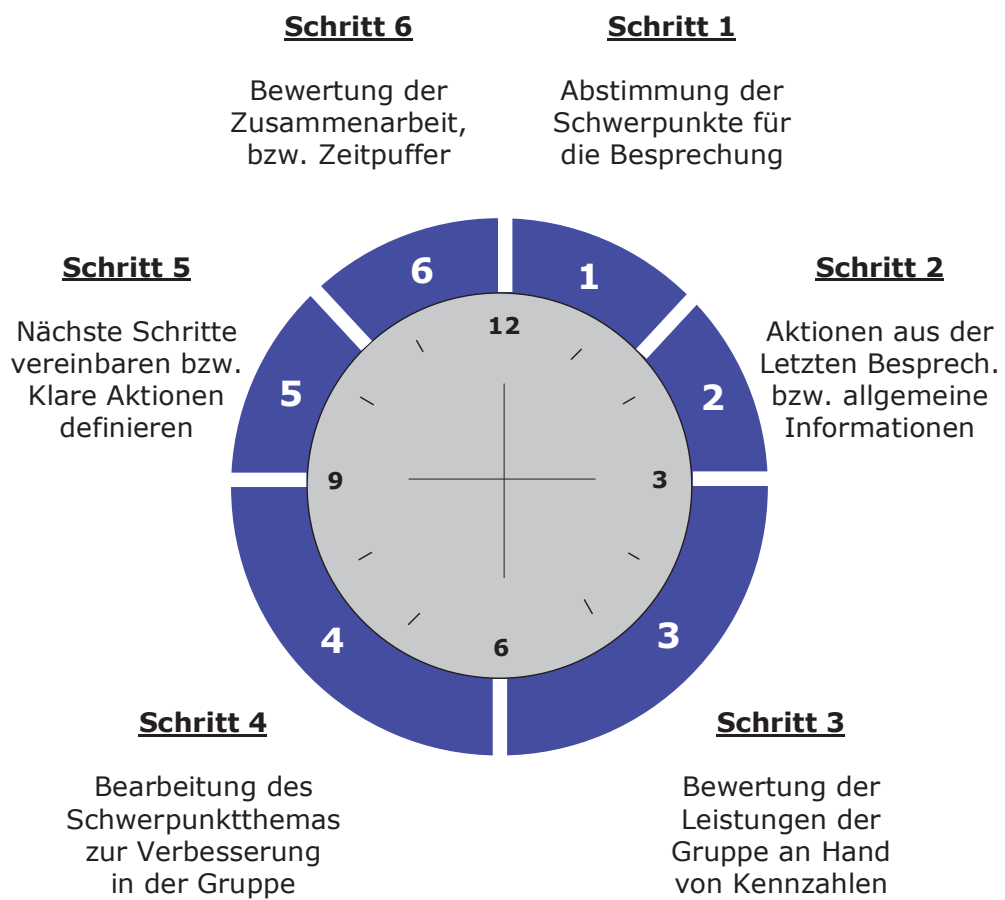 Schritt 6
Bewertung der
Zusammenarbeit,
bzw. Zeitpuffer
Schritt 1
Abstimmung der
Schwerpunkte für
die Besprechung
Schritt 5
Nächste Schritte
vereinbaren bzw.
Klare Aktionen
definieren
Schritt 2
Aktionen aus der
Letzten Besprech.
bzw. allgemeine
Informationen
6
1
5
2
4
3
12
9
3
6
Schritt 4
Bearbeitung des
Schwerpunktthemas
zur Verbesserung
in der Gruppe
Schritt 3
Bewertung der
Leistungen der
Gruppe an Hand
von Kennzahlen